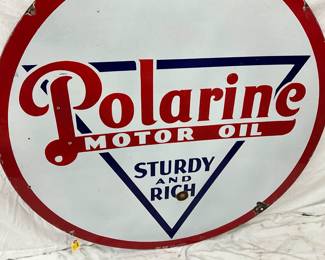 Polarine
MOTOR OIL
STURDY
AND
RICH